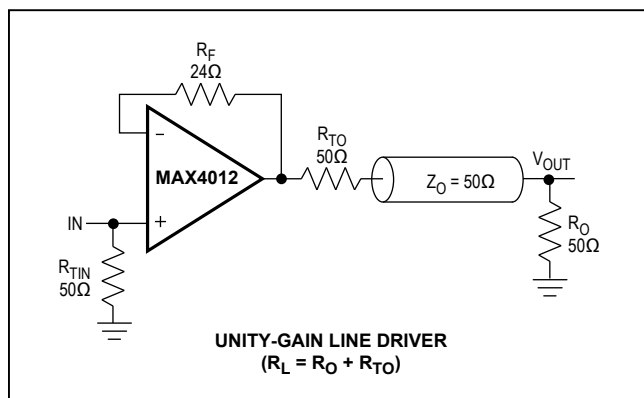 R_F
24Ω
−
MAX4012
+
IN
R_TIN
50Ω
R_TO
50Ω
Z_O = 50Ω
V_OUT
R_O
50Ω
UNITY-GAIN LINE DRIVER
(R_L = R_O + R_TO)